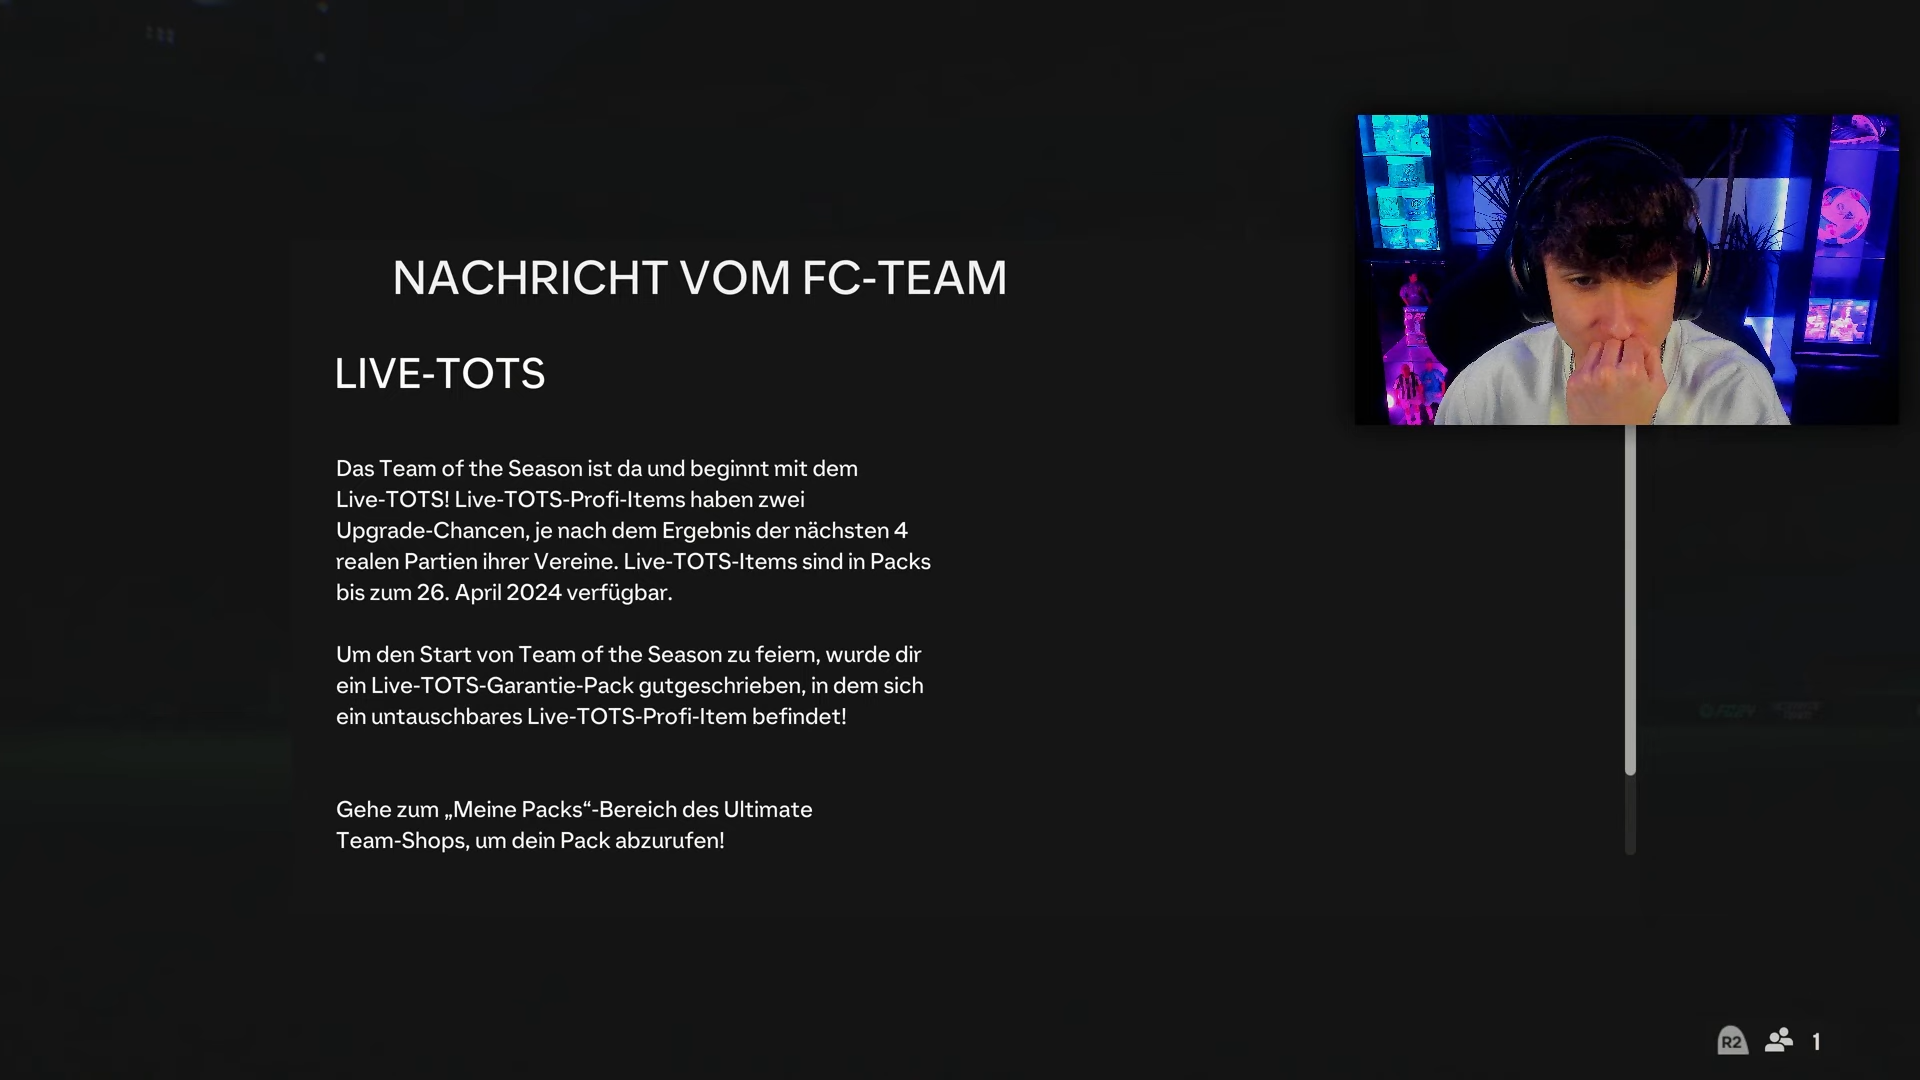 NACHRICHT VOM FC-TEAM
LIVE-TOTS
Das Team of the Season ist da und beginnt mit dem
Live-TOTS! Live-TOTS-Profi-Items haben zwei
Upgrade-Chancen, je nach dem Ergebnis der nächsten 4
realen Partien ihrer Vereine. Live-TOTS-Items sind in Packs
bis zum 26. April 2024 verfügbar.
Um den Start von Team of the Season zu feiern, wurde dir
ein Live-TOTS-Garantie-Pack gutgeschrieben, in dem sich
ein untauschbares Live-TOTS-Profi-Item befindet!
Gehe zum „Meine Packs“-Bereich des Ultimate
Team-Shops, um dein Pack abzurufen!
R2 1